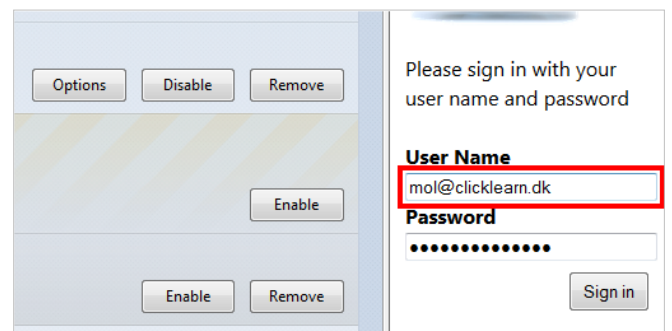 Options Disable Remove
Enable
Enable Remove
Please sign in with your
user name and password
User Name
mol@clicklearn.dk
Password
••••••••••••••
Sign in